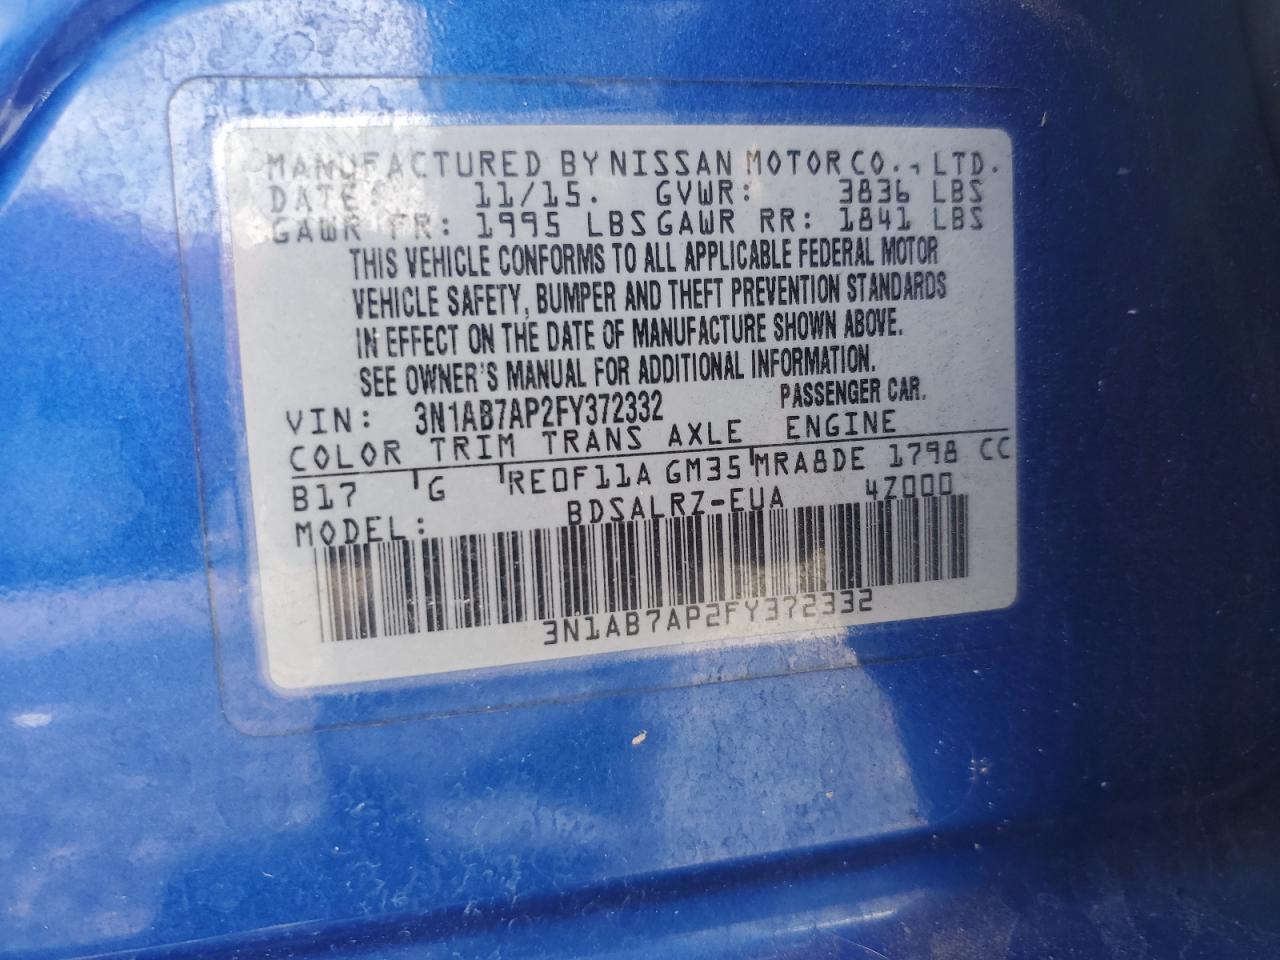 MANUFACTURED BY NISSAN MOTOR CO., LTD.
DATE: 11/15. GVWR: 3836 LBS
GAWR FR: 1995 LBS GAWR RR: 1841 LBS
THIS VEHICLE CONFORMS TO ALL APPLICABLE FEDERAL MOTOR
VEHICLE SAFETY, BUMPER AND THEFT PREVENTION STANDARDS
IN EFFECT ON THE DATE OF MANUFACTURE SHOWN ABOVE.
SEE OWNER'S MANUAL FOR ADDITIONAL INFORMATION.
VIN: 3N1AB7AP2FY372332 PASSENGER CAR.
COLOR TRIM TRANS AXLE ENGINE
B17 G RE0F11A GM35 MRA8DE 1798 CC
MODEL: BDSALRZ-EUA 4Z000
3N1AB7AP2FY372332